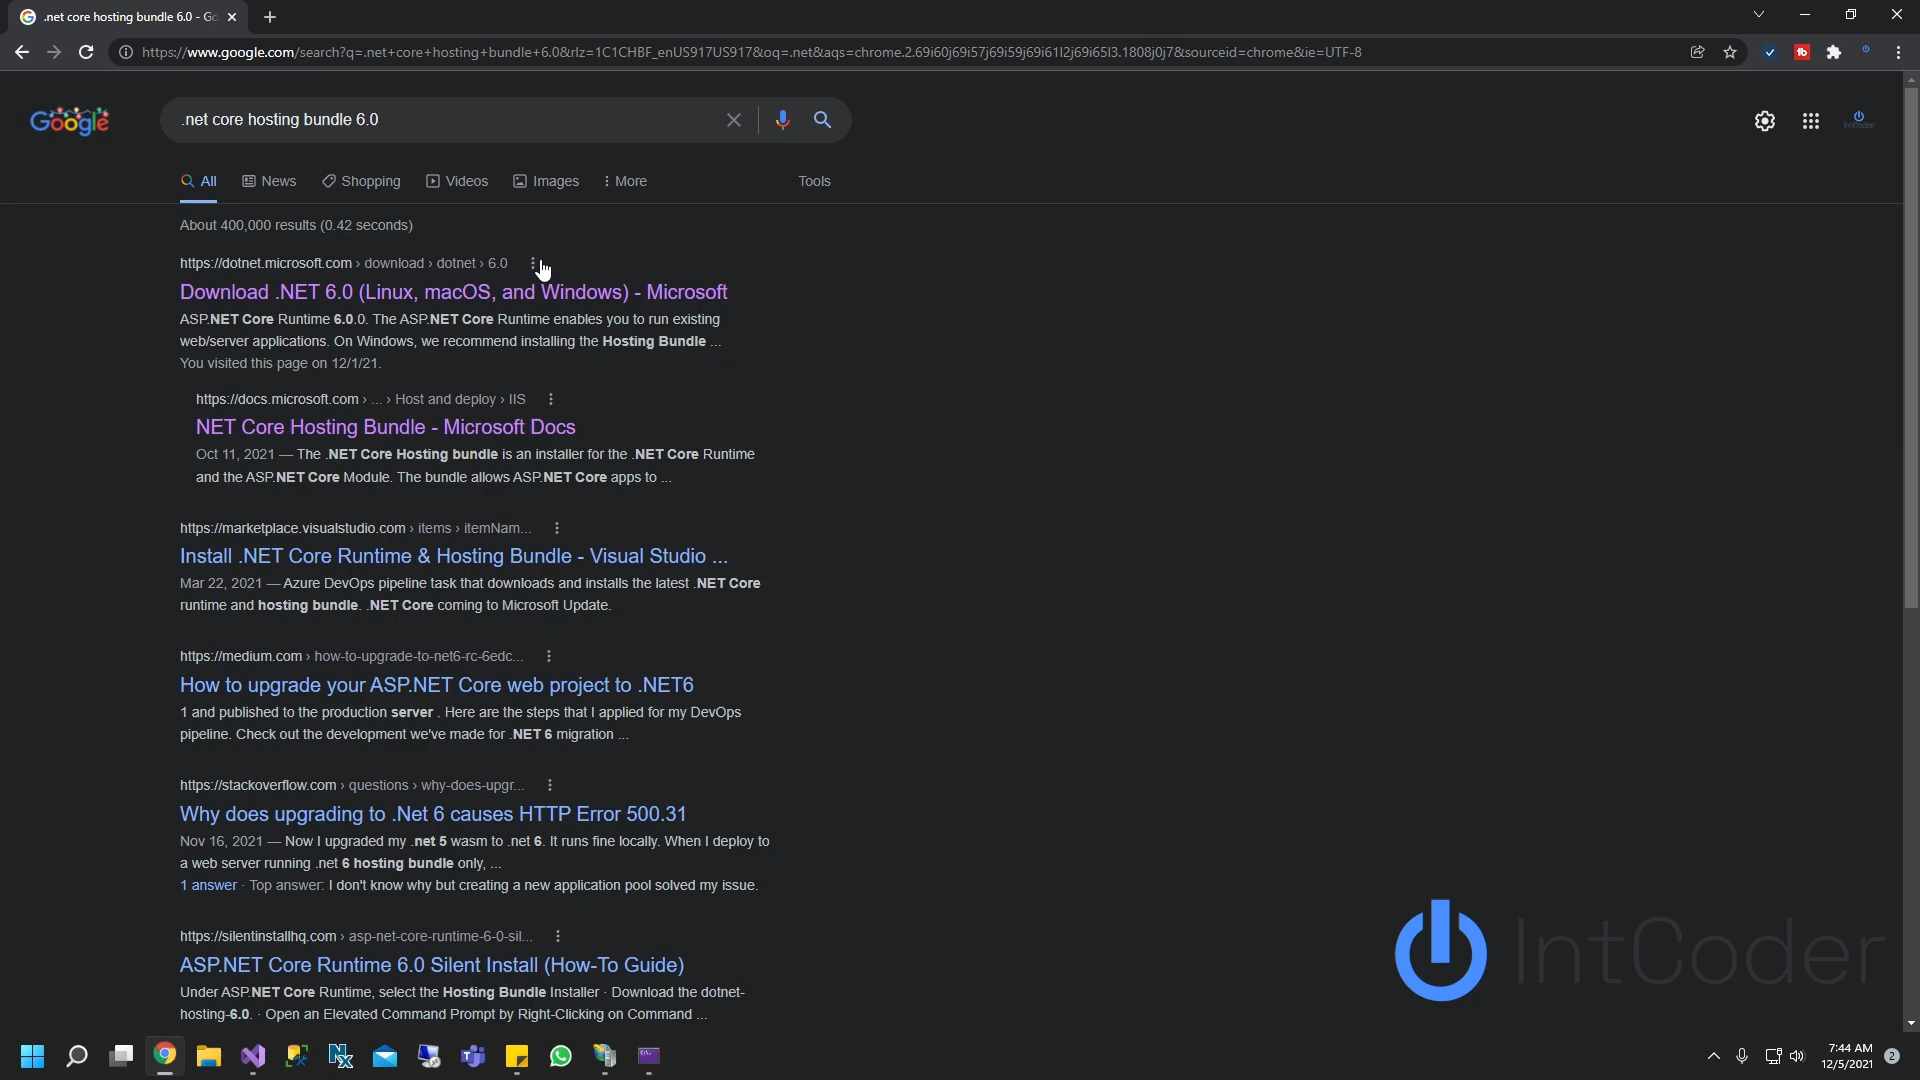 .net core hosting bundle 6.0 - Go
https://www.google.com/search?q=.net+core+hosting+bundle+6.0&rlz=1C1CHBF_enUS917US917&oq=.net&aqs=chrome.2.69i60j69i57j69i59j69i61l2j69i65l3.1808j0j7&sourceid=chrome&ie=UTF-8
Google
.net core hosting bundle 6.0
All News Shopping Videos Images More Tools
About 400,000 results (0.42 seconds)
https://dotnet.microsoft.com › download › dotnet › 6.0
Download .NET 6.0 (Linux, macOS, and Windows) - Microsoft
ASP.NET Core Runtime 6.0.0. The ASP.NET Core Runtime enables you to run existing
web/server applications. On Windows, we recommend installing the Hosting Bundle ...
You visited this page on 12/1/21.
https://docs.microsoft.com › ... › Host and deploy › IIS
NET Core Hosting Bundle - Microsoft Docs
Oct 11, 2021 — The .NET Core Hosting bundle is an installer for the .NET Core Runtime
and the ASP.NET Core Module. The bundle allows ASP.NET Core apps to ...
https://marketplace.visualstudio.com › items › itemNam...
Install .NET Core Runtime & Hosting Bundle - Visual Studio ...
Mar 22, 2021 — Azure DevOps pipeline task that downloads and installs the latest .NET Core
runtime and hosting bundle. .NET Core coming to Microsoft Update.
https://medium.com › how-to-upgrade-to-net6-rc-6edc...
How to upgrade your ASP.NET Core web project to .NET6
1 and published to the production server . Here are the steps that I applied for my DevOps
pipeline. Check out the development we've made for .NET 6 migration ...
https://stackoverflow.com › questions › why-does-upgr...
Why does upgrading to .Net 6 causes HTTP Error 500.31
Nov 16, 2021 — Now I upgraded my .net 5 wasm to .net 6. It runs fine locally. When I deploy to
a web server running .net 6 hosting bundle only, ...
1 answer · Top answer: I don't know why but creating a new application pool solved my issue.
https://silentinstallhq.com › asp-net-core-runtime-6-0-sil...
ASP.NET Core Runtime 6.0 Silent Install (How-To Guide)
Under ASP.NET Core Runtime, select the Hosting Bundle Installer · Download the dotnet-
hosting-6.0. · Open an Elevated Command Prompt by Right-Clicking on Command ...
IntCoder
7:44 AM
12/5/2021
2